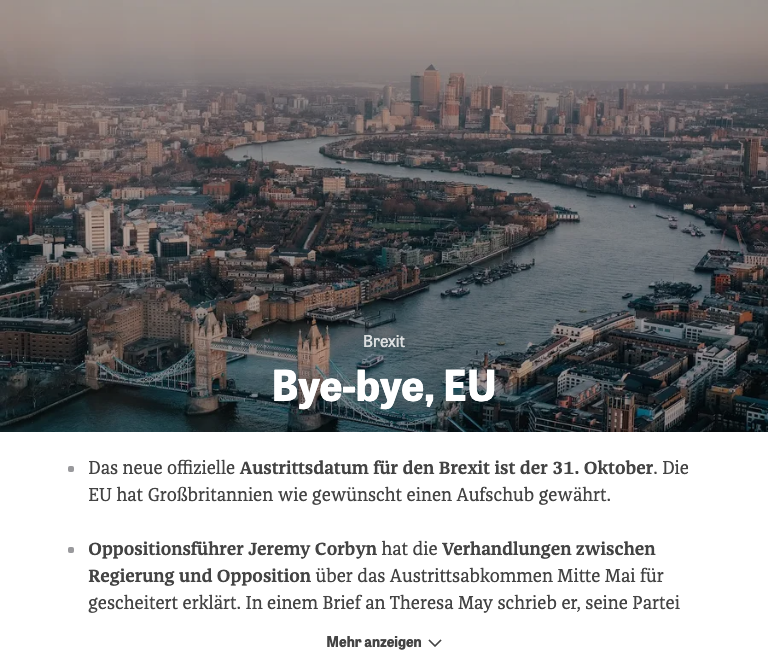 Brexit
Bye-bye, EU
Das neue offizielle Austrittsdatum für den Brexit ist der 31. Oktober. Die
EU hat Großbritannien wie gewünscht einen Aufschub gewährt.
Oppositionsführer Jeremy Corbyn hat die Verhandlungen zwischen
Regierung und Opposition über das Austrittsabkommen Mitte Mai für
gescheitert erklärt. In einem Brief an Theresa May schrieb er, seine Partei
Mehr anzeigen